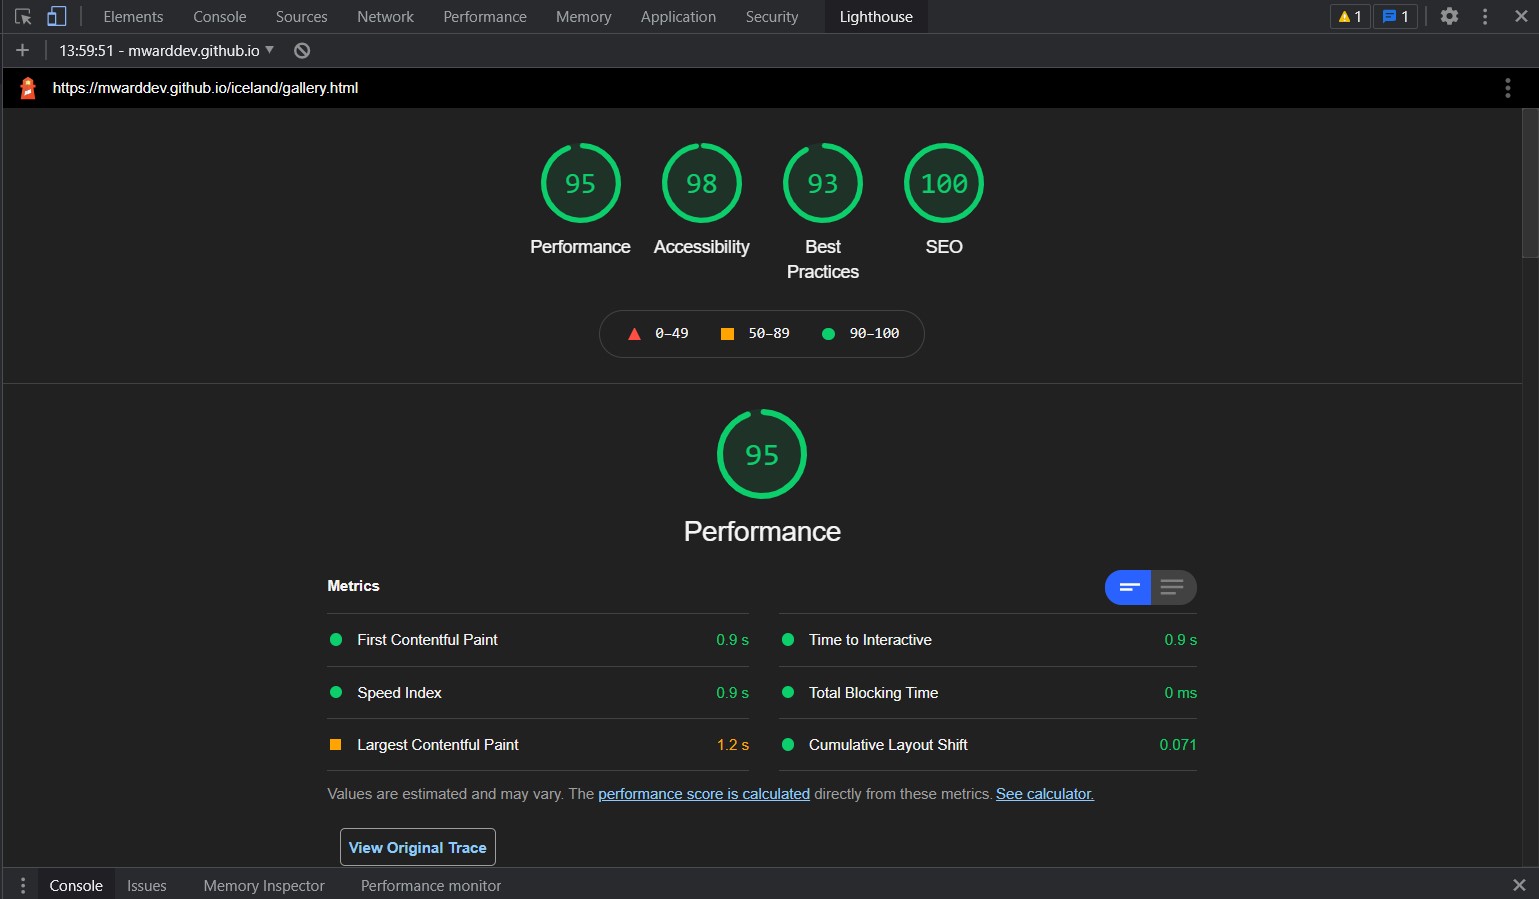 Elements Console Sources Network Performance Memory Application Security Lighthouse 1 1
13:59:51 - mwarddev.github.io
https://mwarddev.github.io/iceland/gallery.html
95 98 93 100
Performance Accessibility Best Practices SEO
0–49 50–89 90–100
95
Performance
Metrics
First Contentful Paint 0.9 s Time to Interactive 0.9 s
Speed Index 0.9 s Total Blocking Time 0 ms
Largest Contentful Paint 1.2 s Cumulative Layout Shift 0.071
Values are estimated and may vary. The performance score is calculated directly from these metrics. See calculator.
View Original Trace
Console Issues Memory Inspector Performance monitor